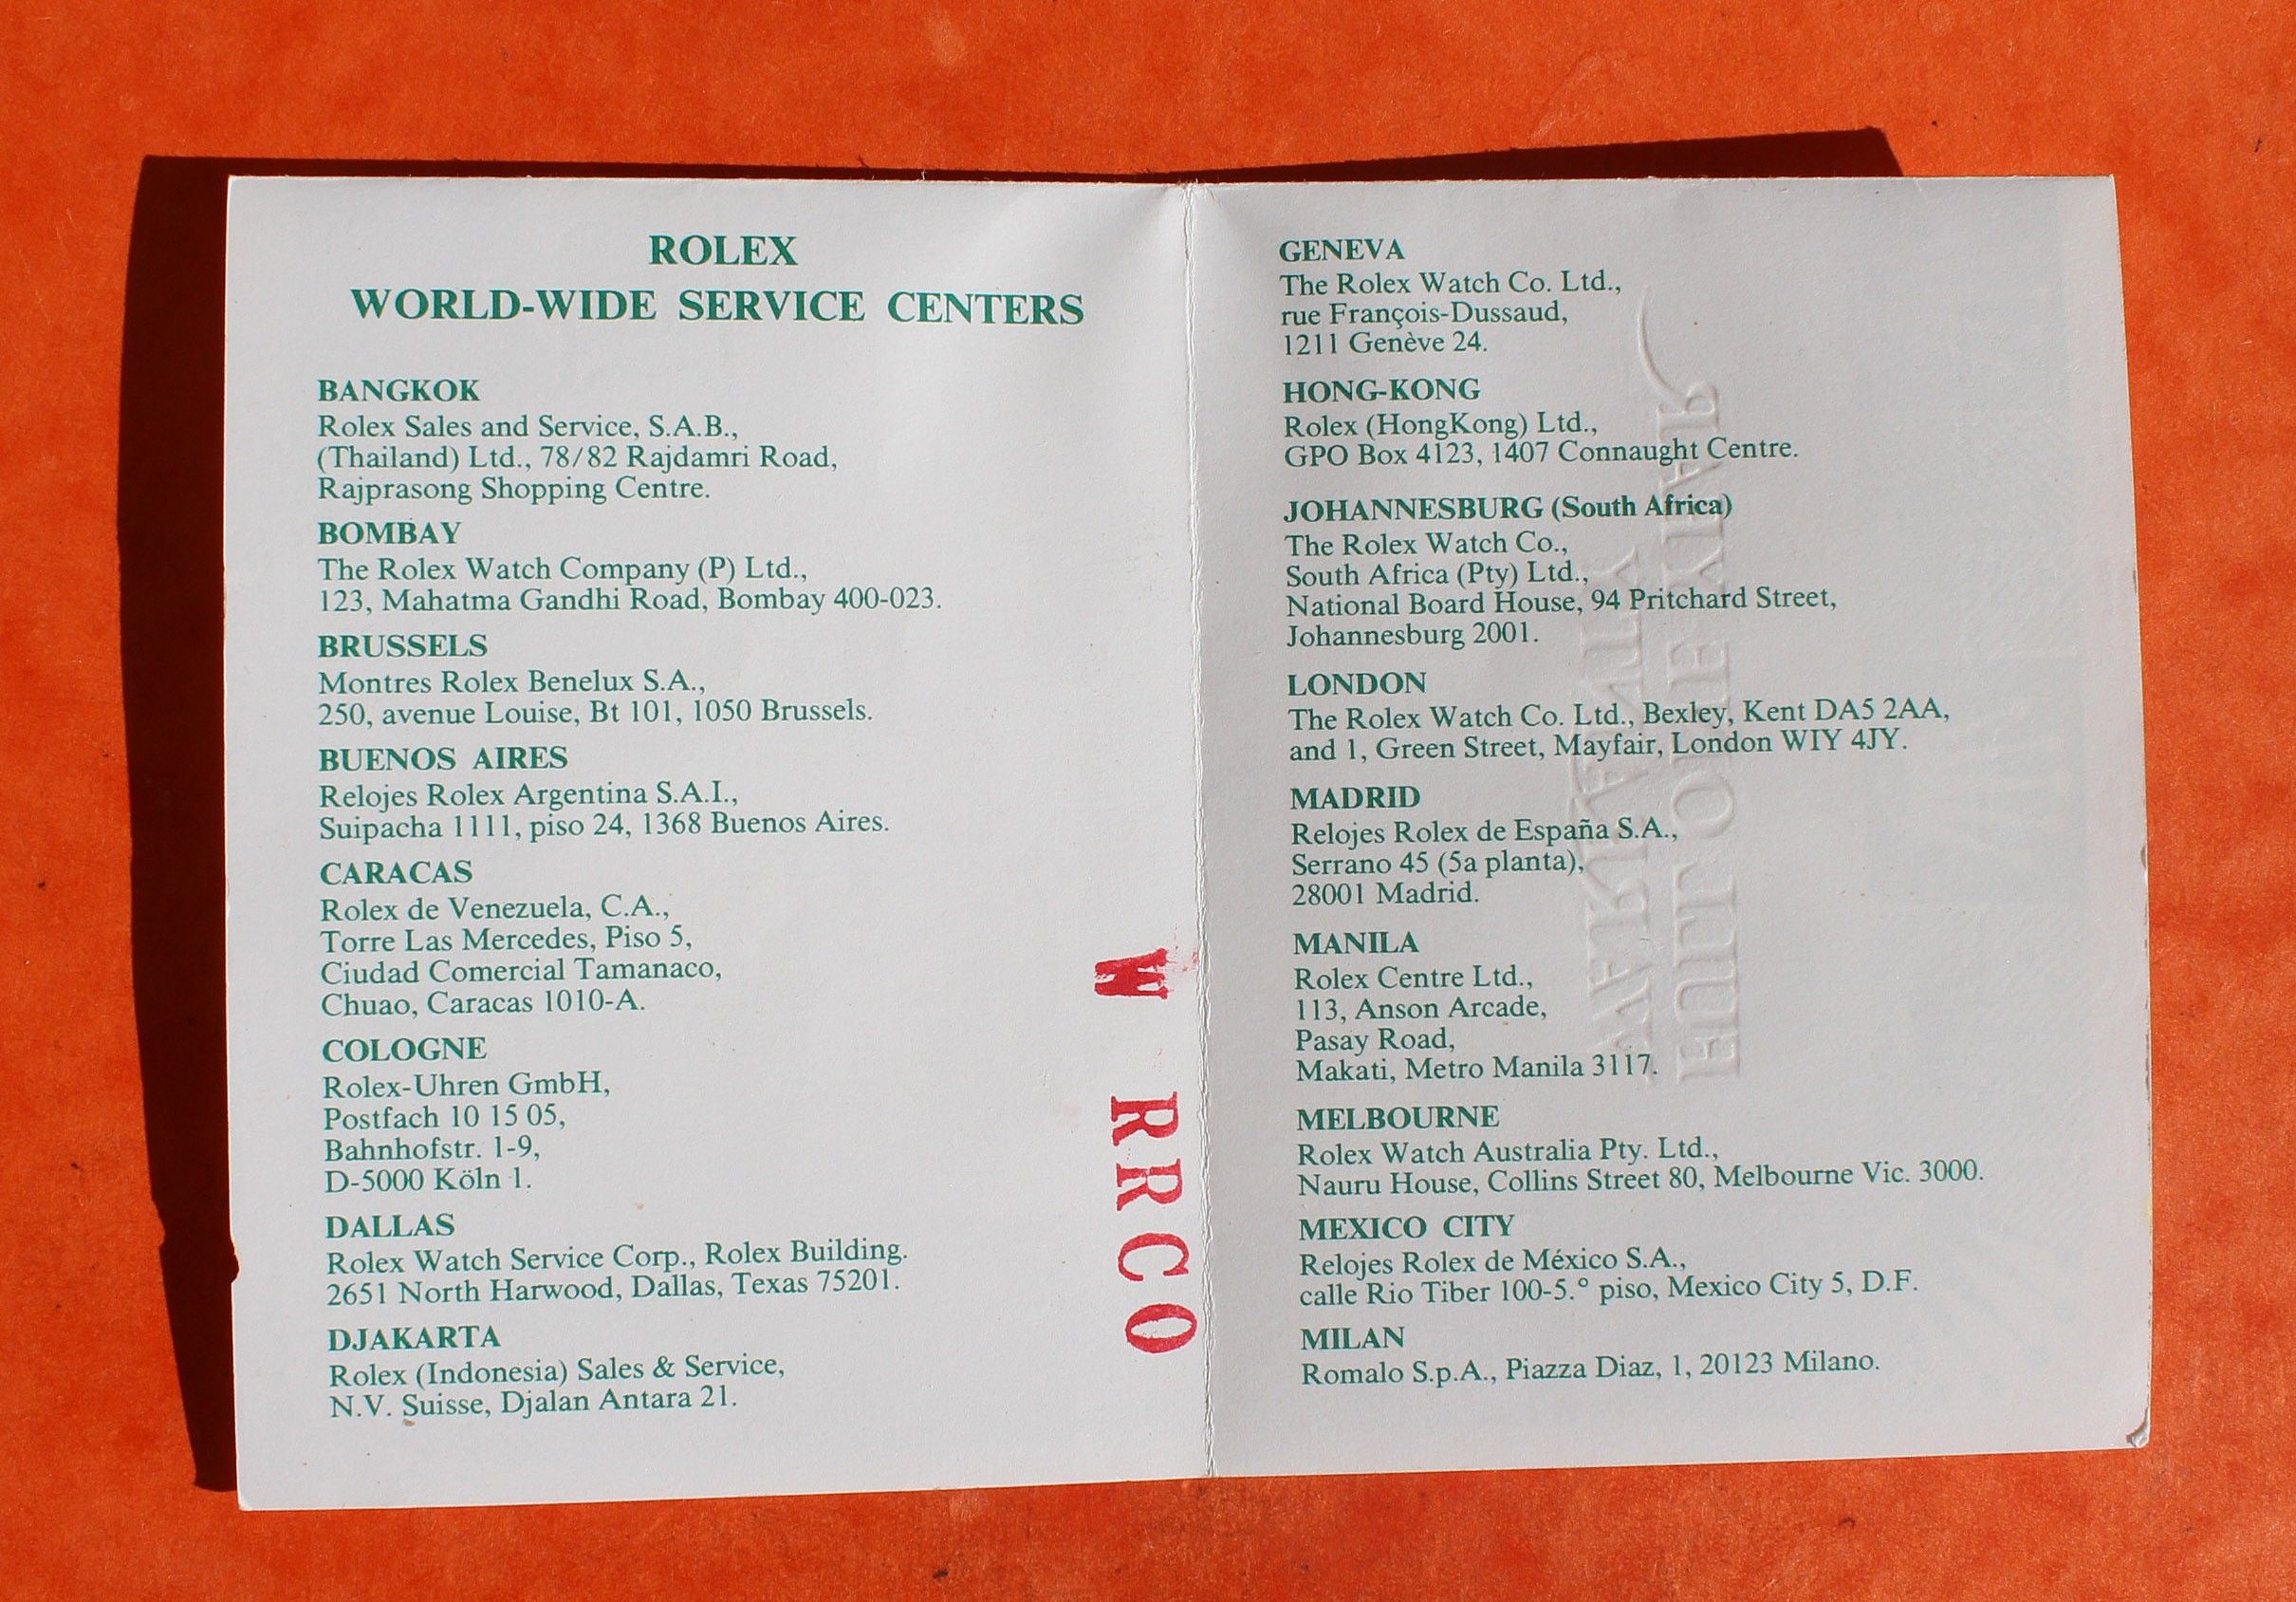 ROLEX
WORLD-WIDE SERVICE CENTERS
BANGKOK
Rolex Sales and Service, S.A.B.,
(Thailand) Ltd., 78/82 Rajdamri Road,
Rajprasong Shopping Centre.
BOMBAY
The Rolex Watch Company (P) Ltd.,
123, Mahatma Gandhi Road, Bombay 400-023.
BRUSSELS
Montres Rolex Benelux S.A.,
250, avenue Louise, Bt 101, 1050 Brussels.
BUENOS AIRES
Relojes Rolex Argentina S.A.I.,
Suipacha 1111, piso 24, 1368 Buenos Aires.
CARACAS
Rolex de Venezuela, C.A.,
Torre Las Mercedes, Piso 5,
Ciudad Comercial Tamanaco,
Chuao, Caracas 1010-A.
COLOGNE
Rolex-Uhren GmbH,
Postfach 10 15 05,
Bahnhofstr. 1-9,
D-5000 Köln 1.
DALLAS
Rolex Watch Service Corp., Rolex Building.
2651 North Harwood, Dallas, Texas 75201.
DJAKARTA
Rolex (Indonesia) Sales & Service,
N.V. Suisse, Djalan Antara 21.
W RRCO
GENEVA
The Rolex Watch Co. Ltd.,
rue François-Dussaud,
1211 Genève 24.
HONG-KONG
Rolex (HongKong) Ltd.,
GPO Box 4123, 1407 Connaught Centre.
JOHANNESBURG (South Africa)
The Rolex Watch Co.,
South Africa (Pty) Ltd.,
National Board House, 94 Pritchard Street,
Johannesburg 2001.
LONDON
The Rolex Watch Co. Ltd., Bexley, Kent DA5 2AA,
and 1, Green Street, Mayfair, London WIY 4JY.
MADRID
Relojes Rolex de España S.A.,
Serrano 45 (5a planta),
28001 Madrid.
MANILA
Rolex Centre Ltd.,
113, Anson Arcade,
Pasay Road,
Makati, Metro Manila 3117.
MELBOURNE
Rolex Watch Australia Pty. Ltd.,
Nauru House, Collins Street 80, Melbourne Vic. 3000.
MEXICO CITY
Relojes Rolex de México S.A.,
calle Rio Tiber 100-5.° piso, Mexico City 5, D.F.
MILAN
Romalo S.p.A., Piazza Diaz, 1, 20123 Milano.